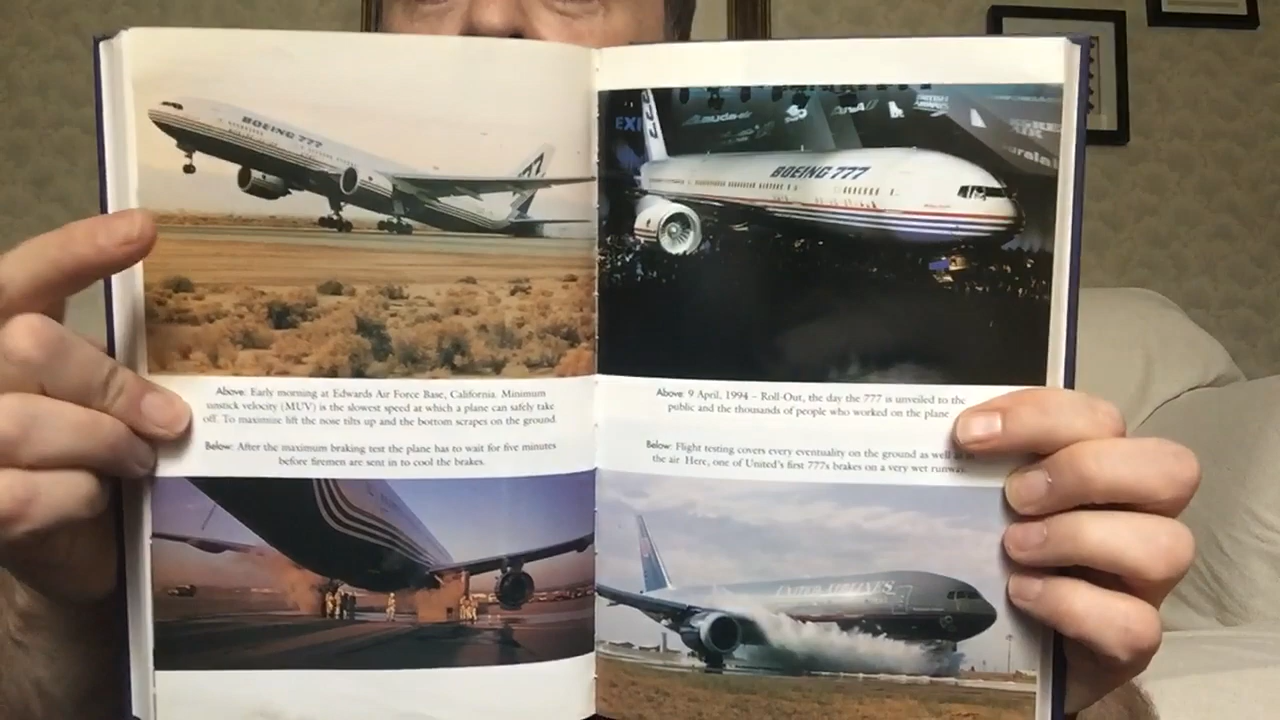 BOEING 777
77
Above: Early morning at Edwards Air Force Base, California. Minimum
unstick velocity (MUV) is the slowest speed at which a plane can safely take
off. To maximise lift the nose tilts up and the bottom scrapes on the ground.
Below: After the maximum braking test the plane has to wait for five minutes
before firemen are sent in to cool the brakes.
EXI
BRITISH
AIRWAYS
BOEING 777
Above: 9 April, 1994 – Roll-Out, the day the 777 is unveiled to the
public and the thousands of people who worked on the plane
Below: Flight testing covers every eventuality on the ground as well
the air. Here, one of United's first 777s brakes on a very wet runway
UNITED AIRLINES